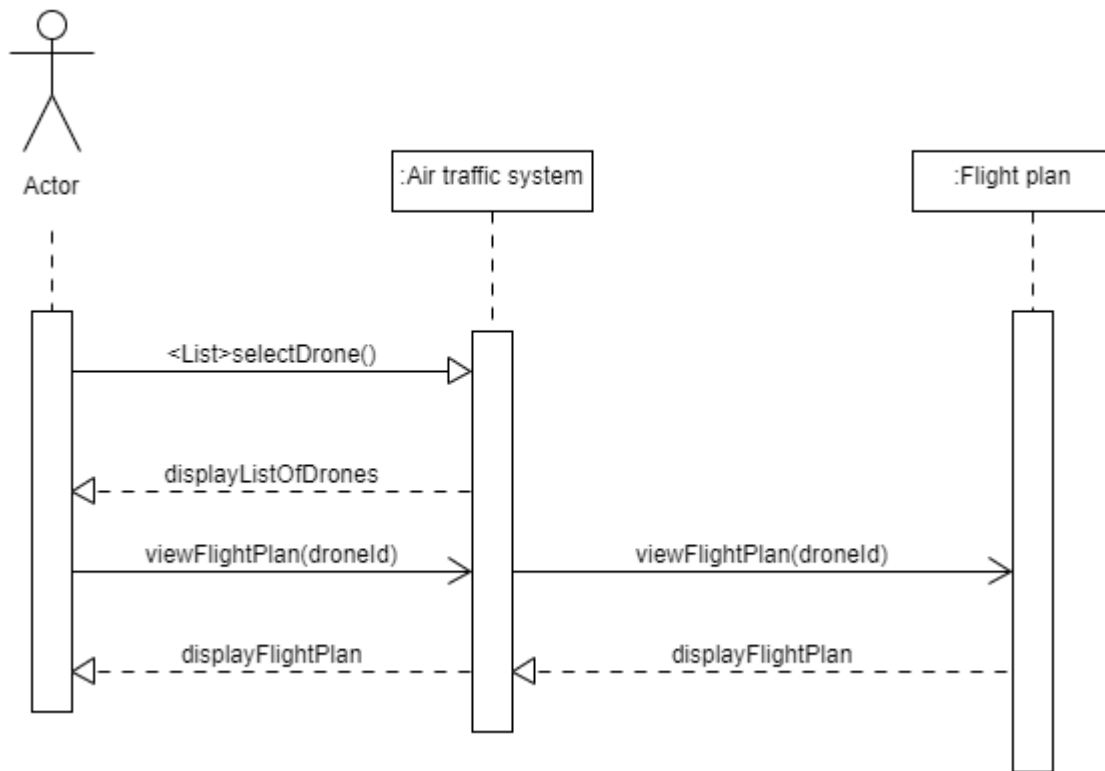 Actor
:Air traffic system
:Flight plan
<List>selectDrone()
displayListOfDrones
viewFlightPlan(droneId)
viewFlightPlan(droneId)
displayFlightPlan
displayFlightPlan